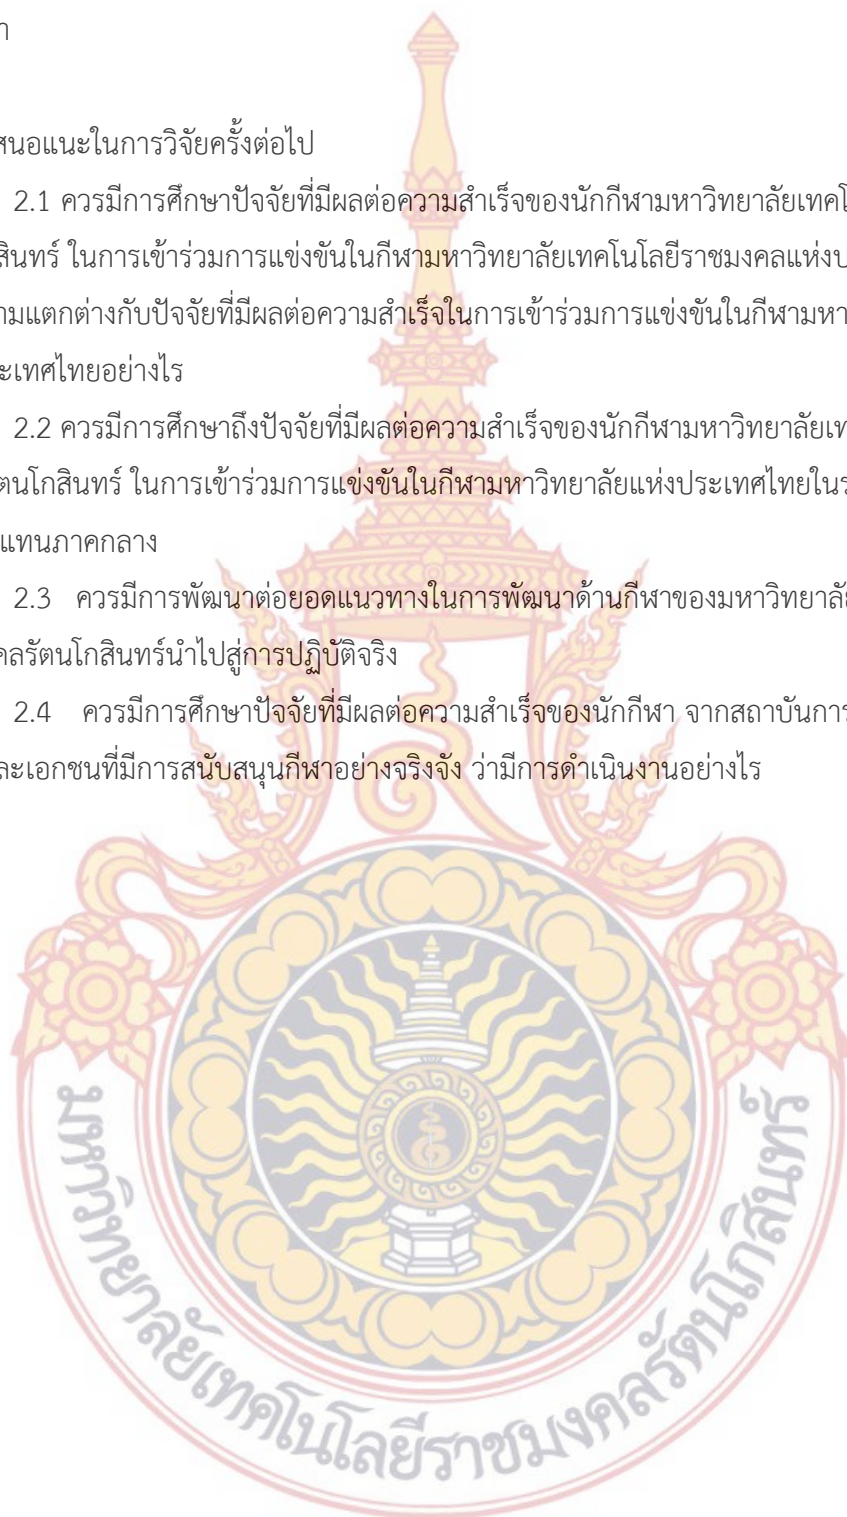 า
สนอแนะในการวิจัยครั้งต่อไป
2.1 ควรมีการศึกษาปัจจัยที่มีผลต่อความสำเร็จของนักกีฬามหาวิทยาลัยเทคโ
สินทร์ ในการเข้าร่วมการแข่งขันในกีฬามหาวิทยาลัยเทคโนโลยีราชมงคลแห่งป
ามแตกต่างกับปัจจัยที่มีผลต่อความสำเร็จในการเข้าร่วมการแข่งขันในกีฬามหา
ะเทศไทยอย่างไร
2.2 ควรมีการศึกษาถึงปัจจัยที่มีผลต่อความสำเร็จของนักกีฬามหาวิทยาลัยเท
ตนโกสินทร์ ในการเข้าร่วมการแข่งขันในกีฬามหาวิทยาลัยแห่งประเทศไทยในร
แทนภาคกลาง
2.3 ควรมีการพัฒนาต่อยอดแนวทางในการพัฒนาด้านกีฬาของมหาวิทยาลัย
คลรัตนโกสินทร์นำไปสู่การปฏิบัติจริง
2.4 ควรมีการศึกษาปัจจัยที่มีผลต่อความสำเร็จของนักกีฬา จากสถาบันการ
ละเอกชนที่มีการสนับสนุนกีฬาอย่างจริงจัง ว่ามีการดำเนินงานอย่างไร
มหาวิทยาลัยเทคโนโลยีราชมงคลรัตนโกสินทร์